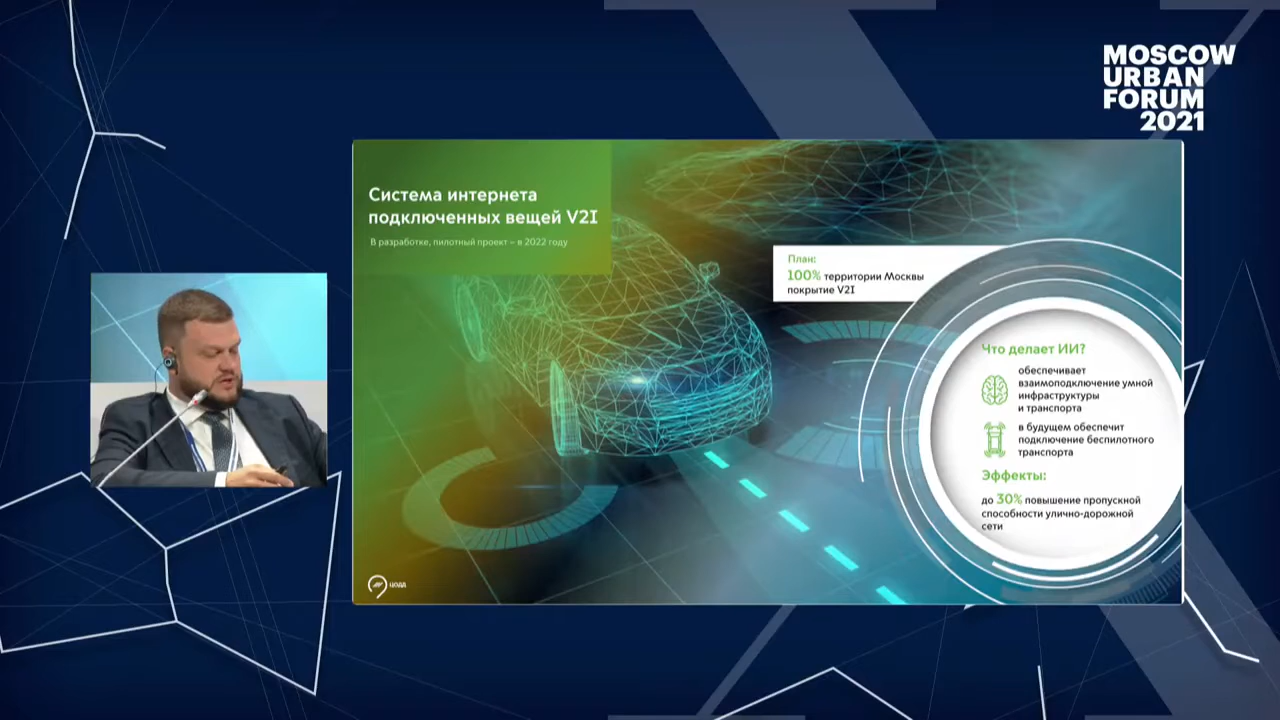 MOSCOW
URBAN
FORUM
2021
Система интернета
подключенных вещей V2I
В разработке, пилотный проект – в 2022 году
План:
100% территории Москвы
покрытие V2I
Что делает ИИ?
обеспечивает
взаимоподключение умной
инфраструктуры
и транспорта
в будущем обеспечит
подключение беспилотного
транспорта
Эффекты:
до 30% повышение пропускной
способности улично-дорожной
сети
ЦОДД